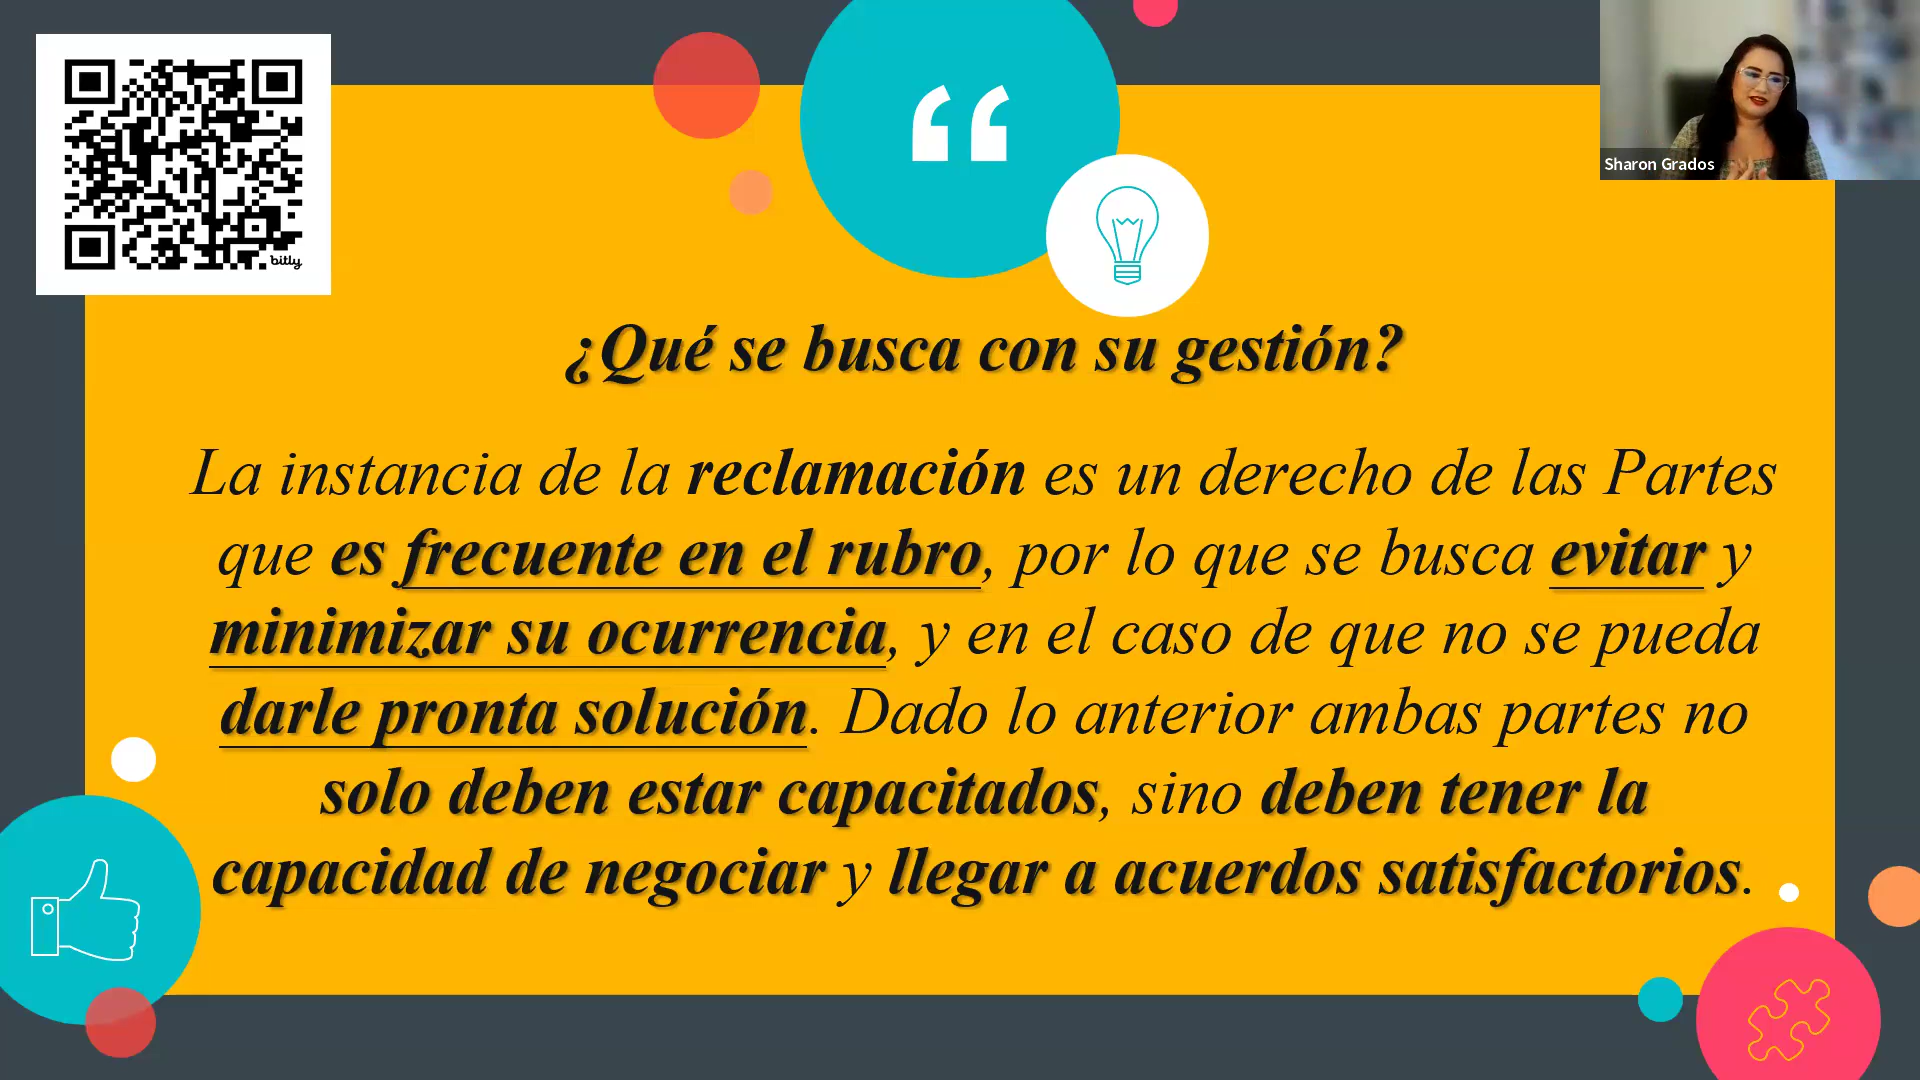 bitly
“
Sharon Grados
¿Qué se busca con su gestión?
La instancia de la reclamación es un derecho de las Partes
que es frecuente en el rubro, por lo que se busca evitar y
minimizar su ocurrencia, y en el caso de que no se pueda
darle pronta solución. Dado lo anterior ambas partes no
solo deben estar capacitados, sino deben tener la
capacidad de negociar y llegar a acuerdos satisfactorios.